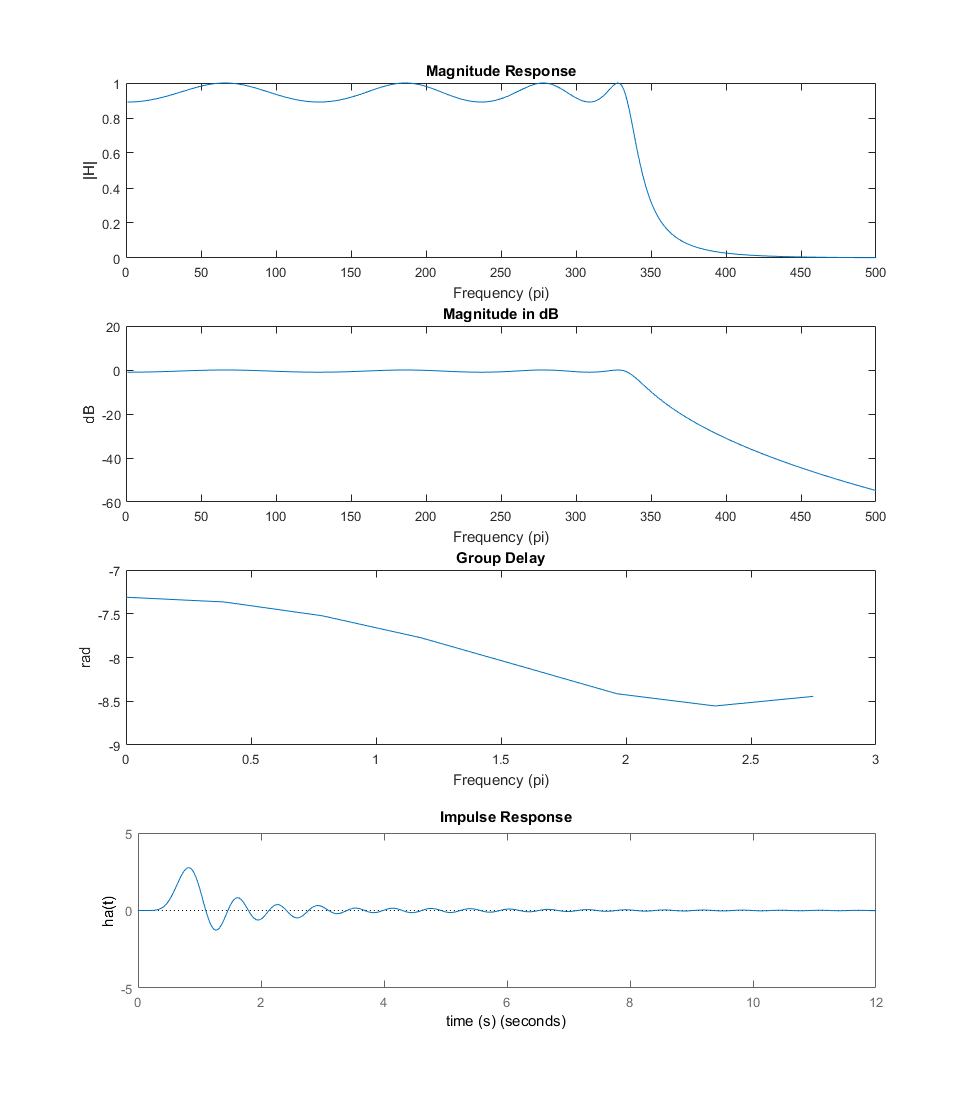 Magnitude Response
1
0.8
0.6
0.4
0.2
0
|H|
0 50 100 150 200 250 300 350 400 450 500
Frequency (pi)
Magnitude in dB
20
0
-20
-40
-60
dB
0 50 100 150 200 250 300 350 400 450 500
Frequency (pi)
Group Delay
-7
-7.5
-8
-8.5
-9
rad
0 0.5 1 1.5 2 2.5 3
Frequency (pi)
Impulse Response
5
0
-5
ha(t)
0 2 4 6 8 10 12
time (s) (seconds)